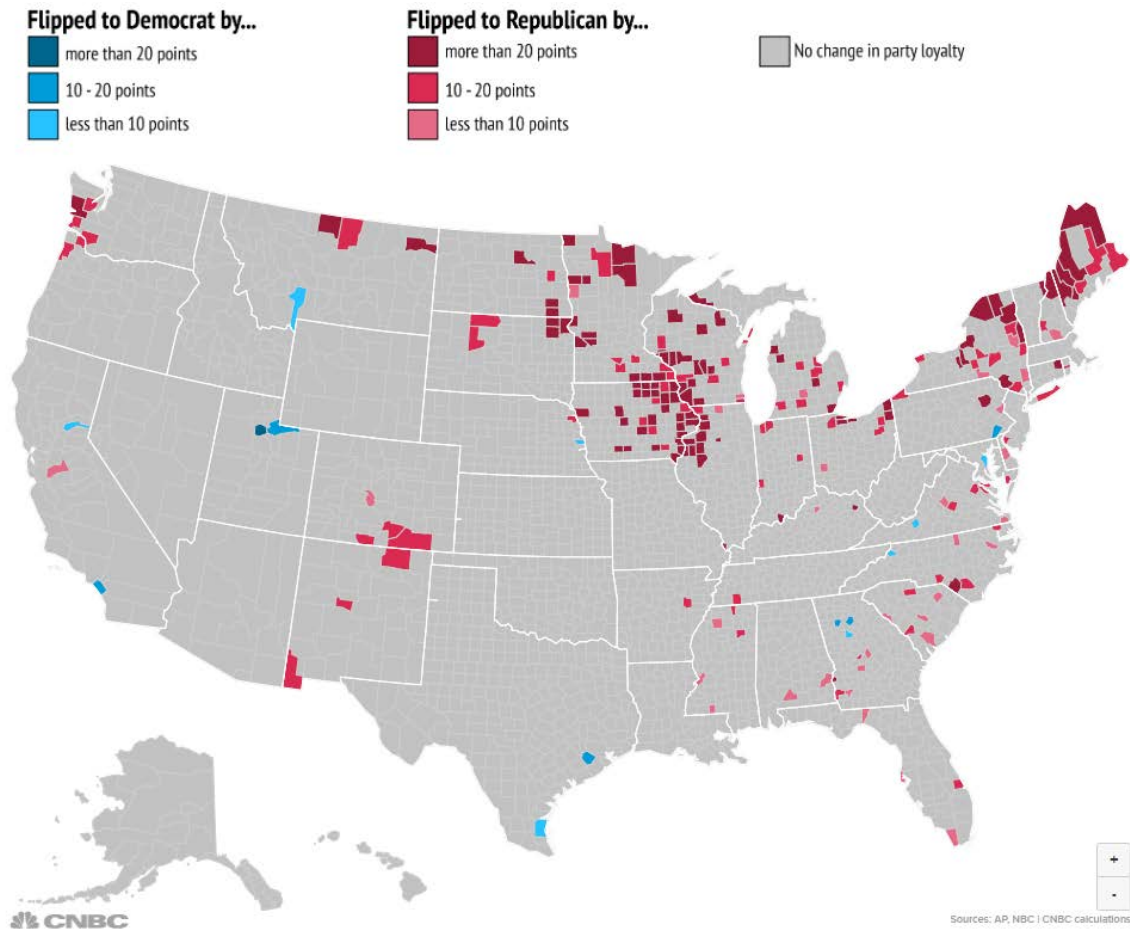 Flipped to Democrat by...
more than 20 points
10 - 20 points
less than 10 points
Flipped to Republican by...
more than 20 points
10 - 20 points
less than 10 points
No change in party loyalty
+
-
CNBC
Sources: AP, NBC | CNBC calculations